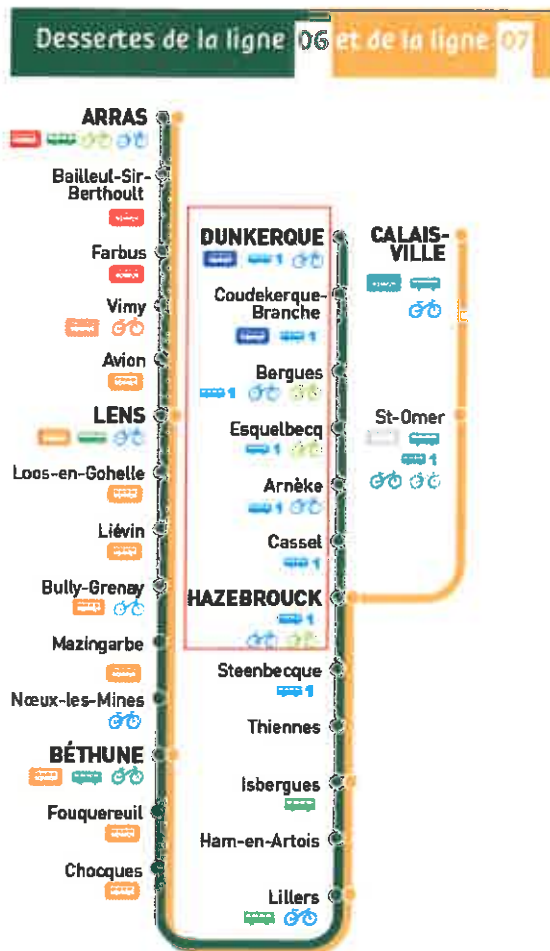 Dessertes de la ligne 06 et de la ligne 07
ARRAS
Bailleul-Sir-
Berthoult
Farbus
Vimy
Avion
LENS
Loos-en-Gohelle
Liévin
Bully-Grenay
Mazingarbe
Nœux-les-Mines
BÉTHUNE
Fouquereuil
Chocques
DUNKERQUE
1
Coudekerque-
Branche
1
Bergues
1
Esquelbecq
1
Arnèke
1
Cassel
1
HAZEBROUCK
1
Steenbecque
1
Thiennes
Isbergues
Ham-en-Artois
Lillers
CALAIS-
VILLE
St-Omer
1